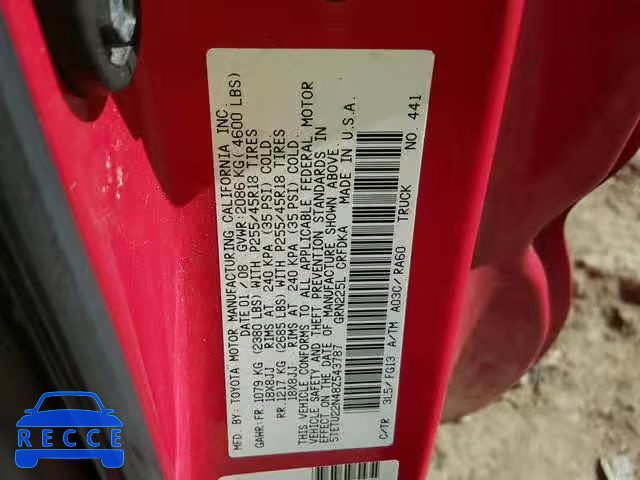 MFD. BY: TOYOTA MOTOR MANUFACTURING CALIFORNIA INC.
DATE: 01/08 GVWR: 2086 KG( 4600 LBS)
GAWR: FR. 1079 KG (2380 LBS) WITH P255/45R18 TIRES
18X8JJ RIMS AT 240 KPA (35 PSI) COLD
RR. 1217 KG (2685 LBS) WITH P255/45R18 TIRES
18X8JJ RIMS AT 240 KPA (35 PSI) COLD.
THIS VEHICLE CONFORMS TO ALL APPLICABLE FEDERAL MOTOR
VEHICLE SAFETY AND THEFT PREVENTION STANDARDS IN
EFFECT ON THE DATE OF MANUFACTURE SHOWN ABOVE.
5TETU22N48Z543787 GRN225L CRFDKA MADE IN U.S.A.
C/TR 3L5/FG13 A/TM A03C/RA60 TRUCK NO. 441